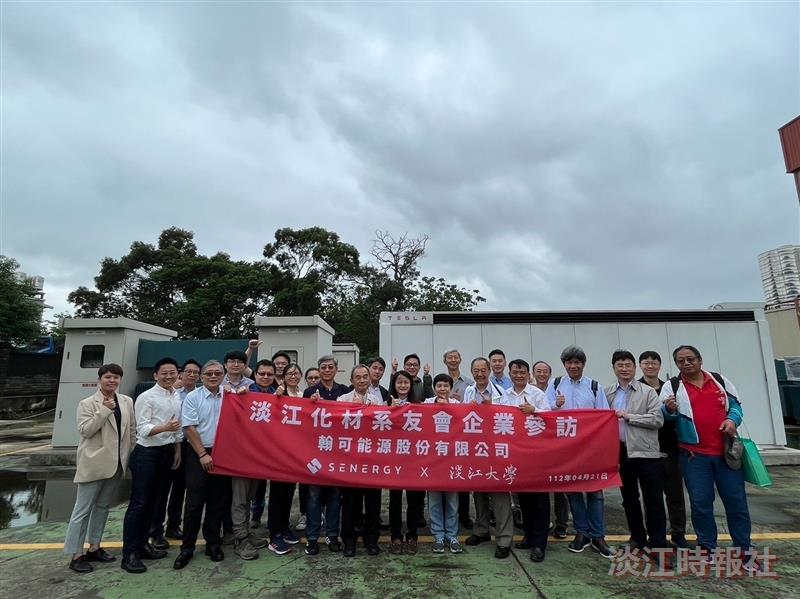 TESLA
淡江化材系友會企業參訪
翰可能源股份有限公司
SENERGY X 淡江大學
112年04月21日
淡江時報社